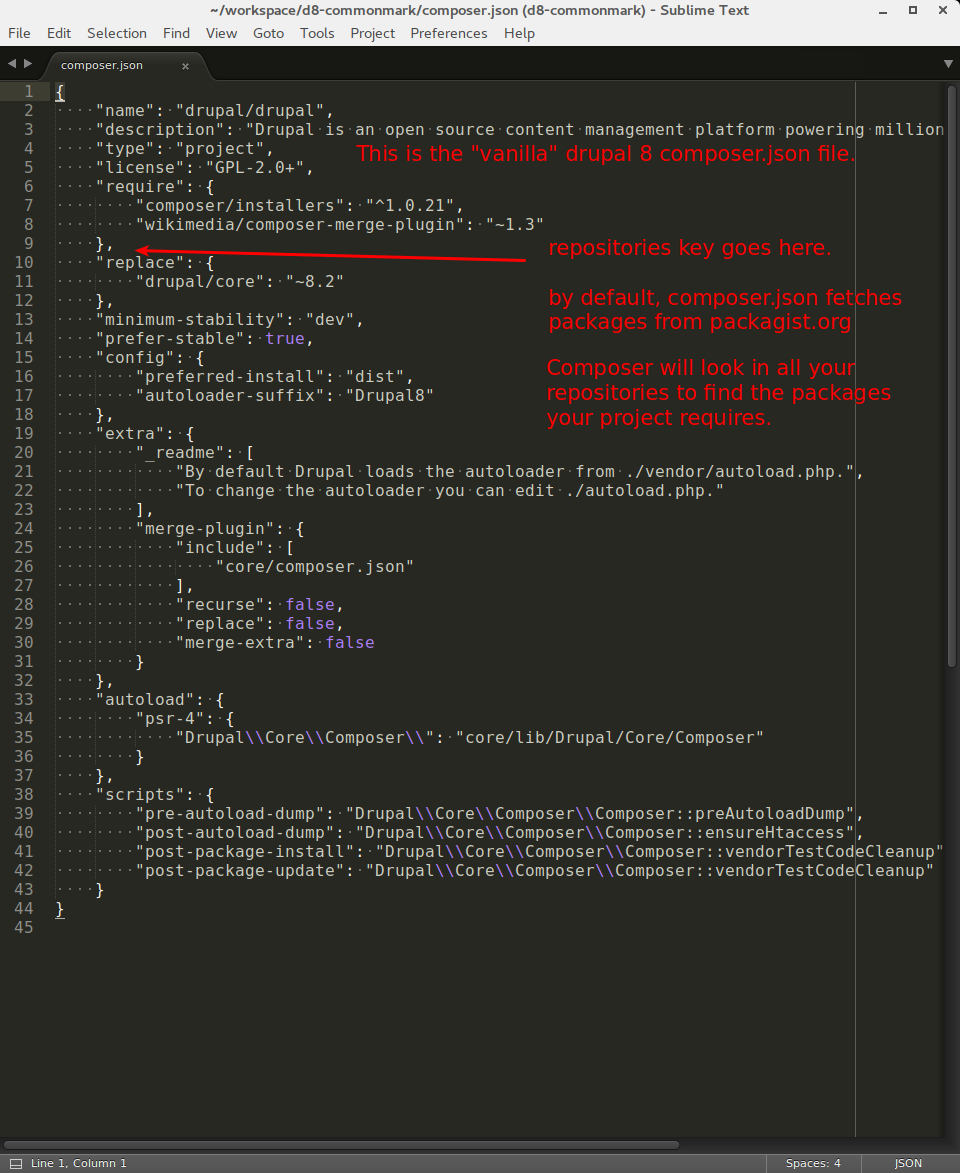 ~/workspace/d8-commonmark/composer.json (d8-commonmark) - Sublime Text
File Edit Selection Find View Goto Tools Project Preferences Help
composer.json
1 {
2 "name": "drupal/drupal",
3 "description": "Drupal is an open source content management platform powering million
4 "type": "project",
This is the "vanilla" drupal 8 composer.json file.
5 "license": "GPL-2.0+",
6 "require": {
7 "composer/installers": "^1.0.21",
8 "wikimedia/composer-merge-plugin": "~1.3"
9 },
repositories key goes here.
10 "replace": {
11 "drupal/core": "~8.2"
by default, composer.json fetches
12 },
13 "minimum-stability": "dev",
packages from packagist.org
14 "prefer-stable": true,
15 "config": {
Composer will look in all your
16 "preferred-install": "dist",
17 "autoloader-suffix": "Drupal8"
repositories to find the packages
18 },
your project requires.
19 "extra": {
20 "_readme": [
21 "By default Drupal loads the autoloader from ./vendor/autoload.php.",
22 "To change the autoloader you can edit ./autoload.php."
23 ],
24 "merge-plugin": {
25 "include": [
26 "core/composer.json"
27 ],
28 "recurse": false,
29 "replace": false,
30 "merge-extra": false
31 }
32 },
33 "autoload": {
34 "psr-4": {
35 "Drupal\\Core\\Composer\\": "core/lib/Drupal/Core/Composer"
36 }
37 },
38 "scripts": {
39 "pre-autoload-dump": "Drupal\\Core\\Composer\\Composer::preAutoloadDump",
40 "post-autoload-dump": "Drupal\\Core\\Composer\\Composer::ensureHtaccess",
41 "post-package-install": "Drupal\\Core\\Composer\\Composer::vendorTestCodeCleanup"
42 "post-package-update": "Drupal\\Core\\Composer\\Composer::vendorTestCodeCleanup"
43 }
44 }
45
Line 1, Column 1
Spaces: 4
JSON